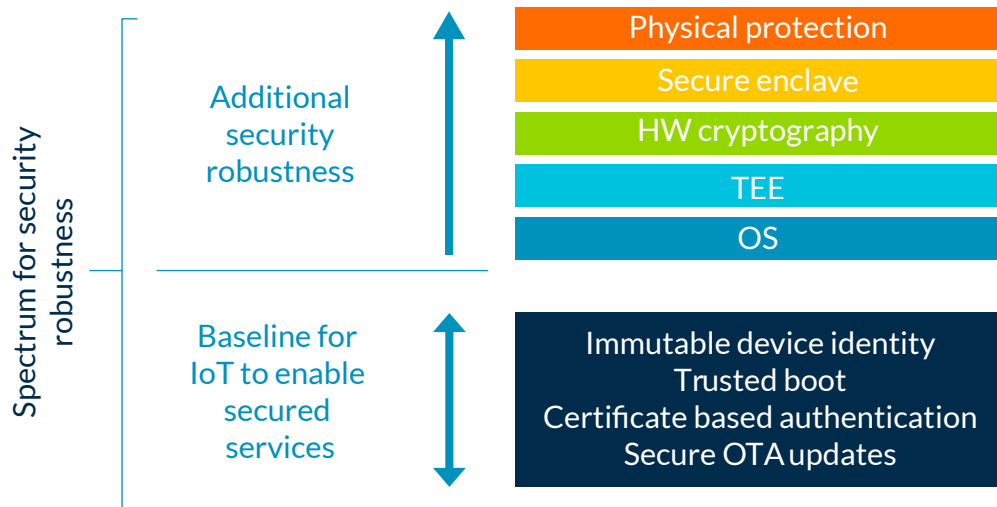 Spectrum for security
robustness
Additional
security
robustness
Physical protection
Secure enclave
HW cryptography
TEE
OS
Baseline for
IoT to enable
secured
services
Immutable device identity
Trusted boot
Certificate based authentication
Secure OTA updates